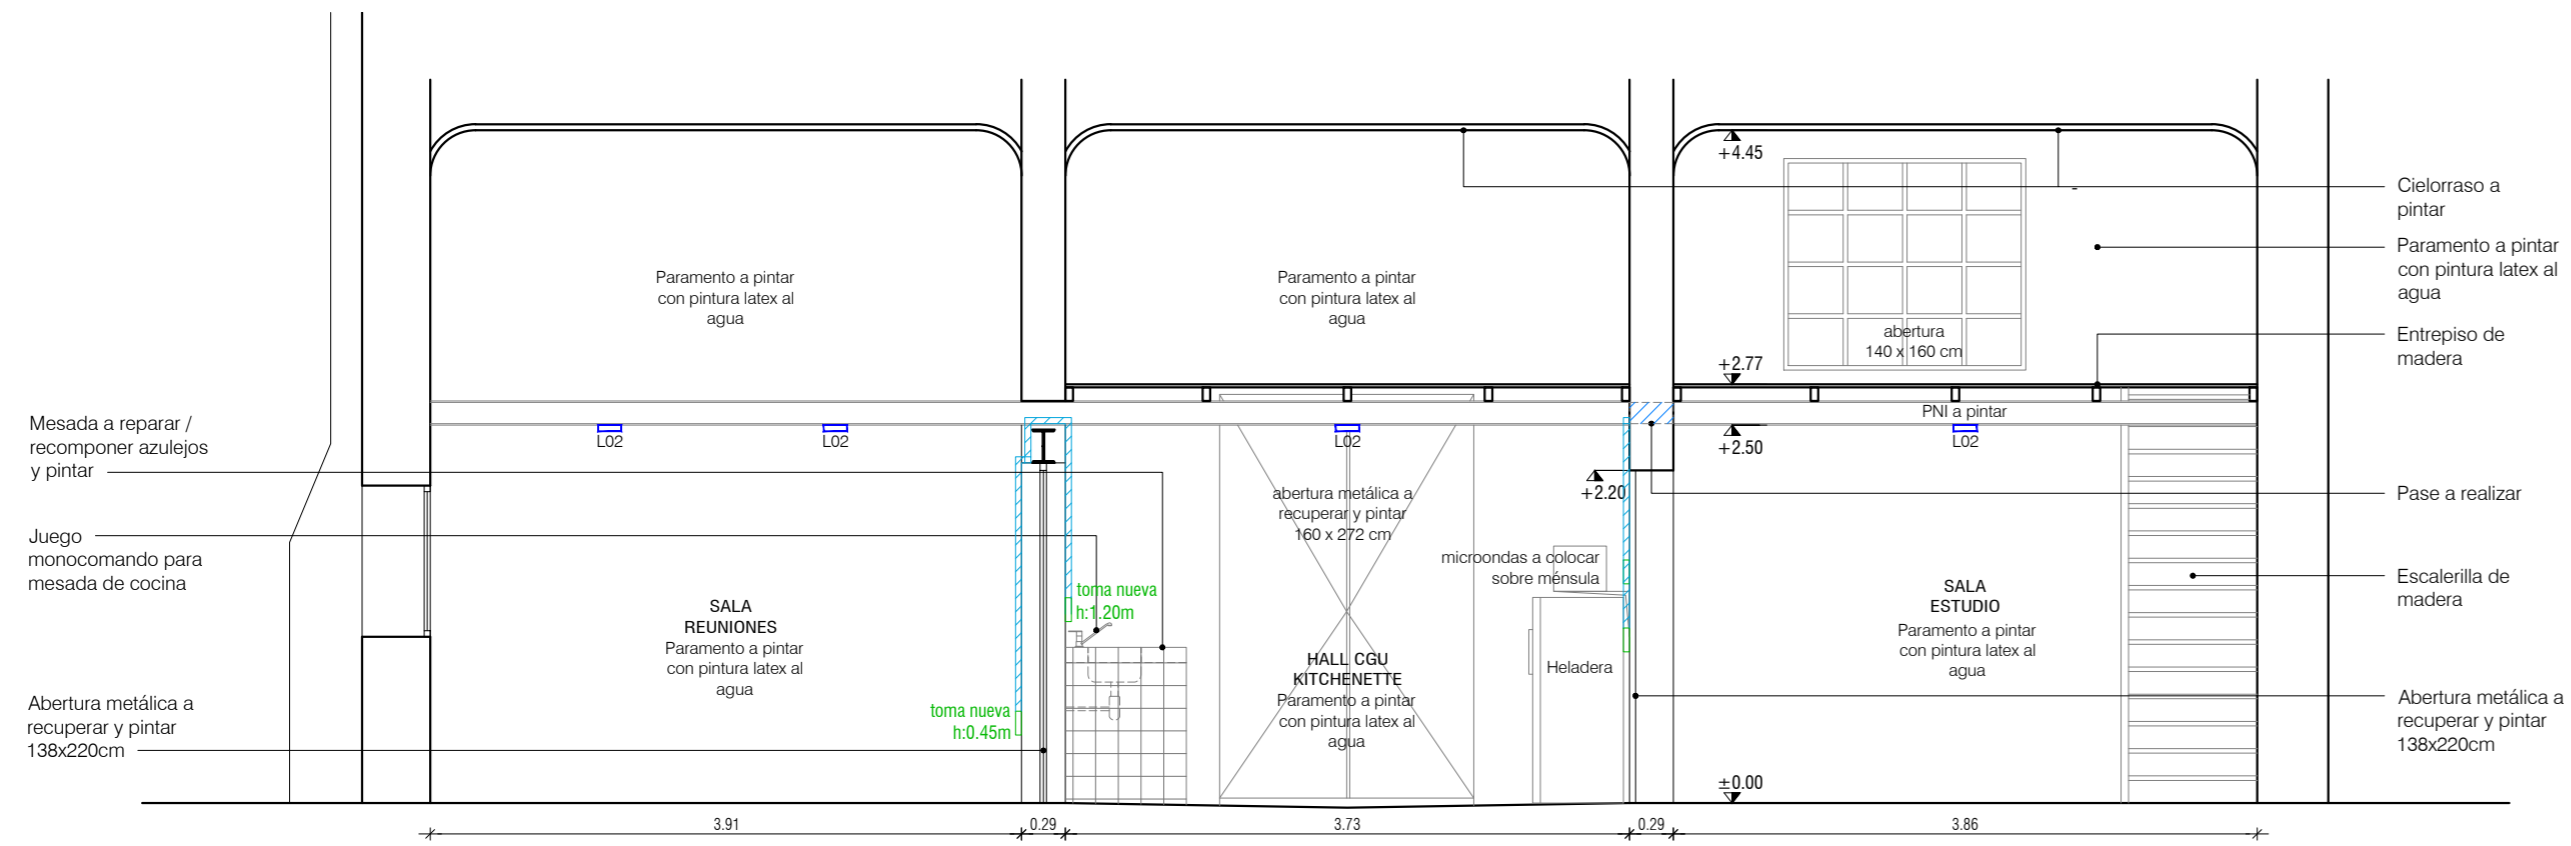 +4.45
Cielorraso a
pintar
Paramento a pintar
con pintura latex al
agua
Paramento a pintar
con pintura latex al
agua
Paramento a pintar
con pintura latex al
agua
abertura
140 x 160 cm
Entrepiso de
madera
+2.77
PNI a pintar
Mesada a reparar /
recomponer azulejos
y pintar
L02
L02
L02
L02
+2.50
+2.20
Pase a realizar
abertura metálica a
recuperar y pintar
160 x 272 cm
Juego
monocomando para
mesada de cocina
microondas a colocar
sobre ménsula
Escalerilla de
madera
toma nueva
h:1.20m
SALA
REUNIONES
Paramento a pintar
con pintura latex al
agua
SALA
ESTUDIO
Paramento a pintar
con pintura latex al
agua
HALL CGU
KITCHENETTE
Paramento a pintar
con pintura latex al
agua
Heladera
Abertura metálica a
recuperar y pintar
138x220cm
toma nueva
h:0.45m
Abertura metálica a
recuperar y pintar
138x220cm
±0.00
3.91
0.29
3.73
0.29
3.86